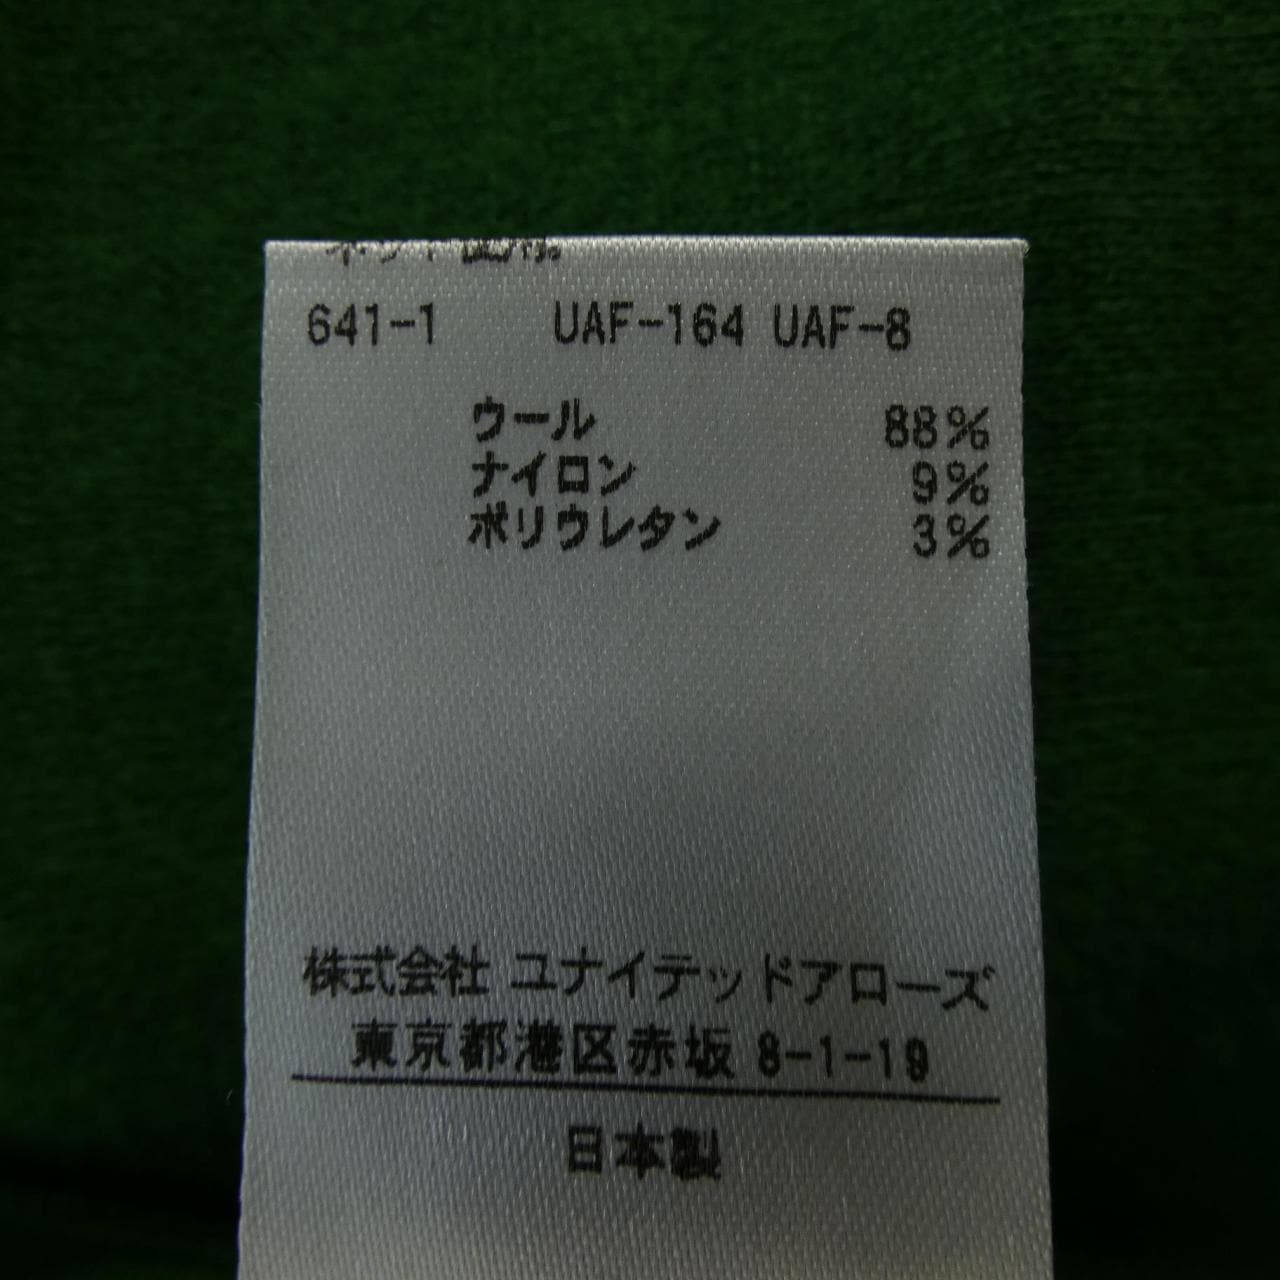 641-1 UAF-164 UAF-8
ウール 88%
ナイロン 9%
ポリウレタン 3%
株式会社 ユナイテッドアローズ
東京都港区赤坂 8-1-19
日本製